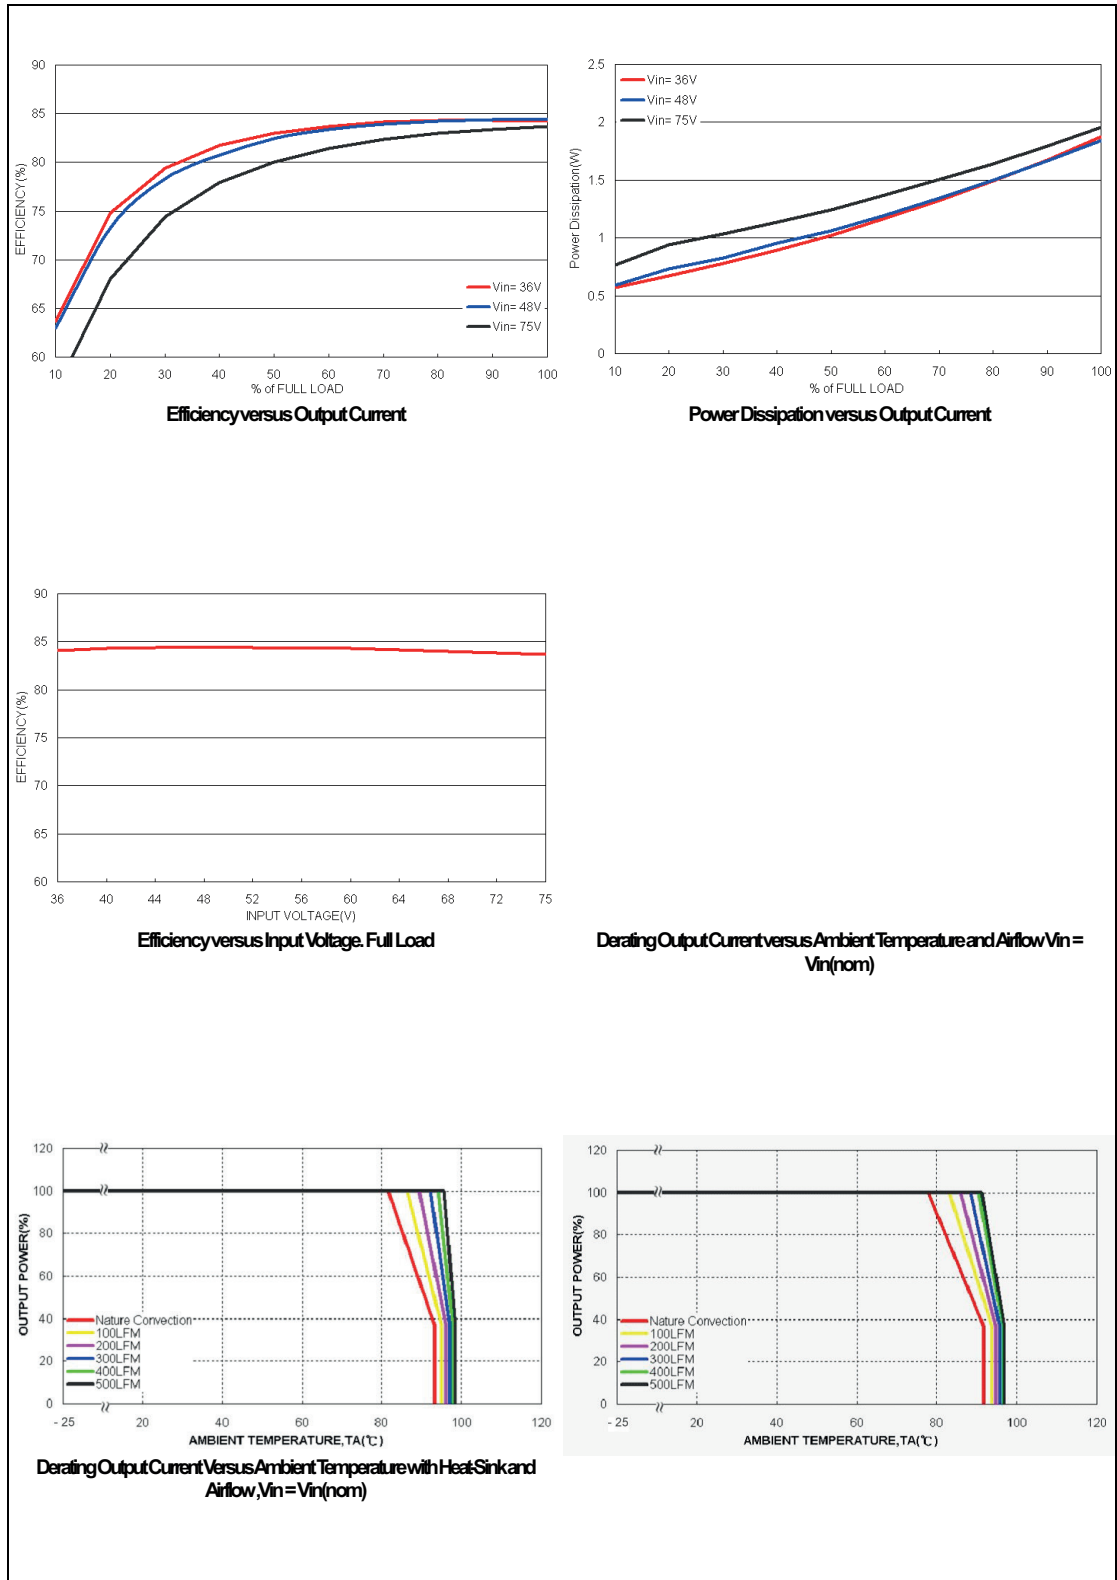 90
85
80
75
70
65
60
EFFICIENCY(%)
Vin= 36V
Vin= 48V
Vin= 75V
10 20 30 40 50 60 70 80 90 100
% of FULL LOAD
Efficiency versus Output Current
2.5
2
1.5
1
0.5
0
Power Dissipation(W)
Vin= 36V
Vin= 48V
Vin= 75V
10 20 30 40 50 60 70 80 90 100
% of FULL LOAD
Power Dissipation versus Output Current
90
85
80
75
70
65
60
EFFICIENCY(%)
36 40 44 48 52 56 60 64 68 72 75
INPUT VOLTAGE(V)
Efficiency versus Input Voltage. Full Load
Derating Output Current versus Ambient Temperature and Airflow Vin =
Vin(nom)
120
100
80
60
40
20
0
OUTPUT POWER(%)
Nature Convection
100LFM
200LFM
300LFM
400LFM
500LFM
- 25 20 40 60 80 100 120
AMBIENT TEMPERATURE,TA(℃)
Derating Output Current Versus Ambient Temperature with Heat-Sink and
Airflow, Vin = Vin(nom)
120
100
80
60
40
20
0
OUTPUT POWER(%)
Nature Convection
100LFM
200LFM
300LFM
400LFM
500LFM
- 25 20 40 60 80 100 120
AMBIENT TEMPERATURE,TA(℃)